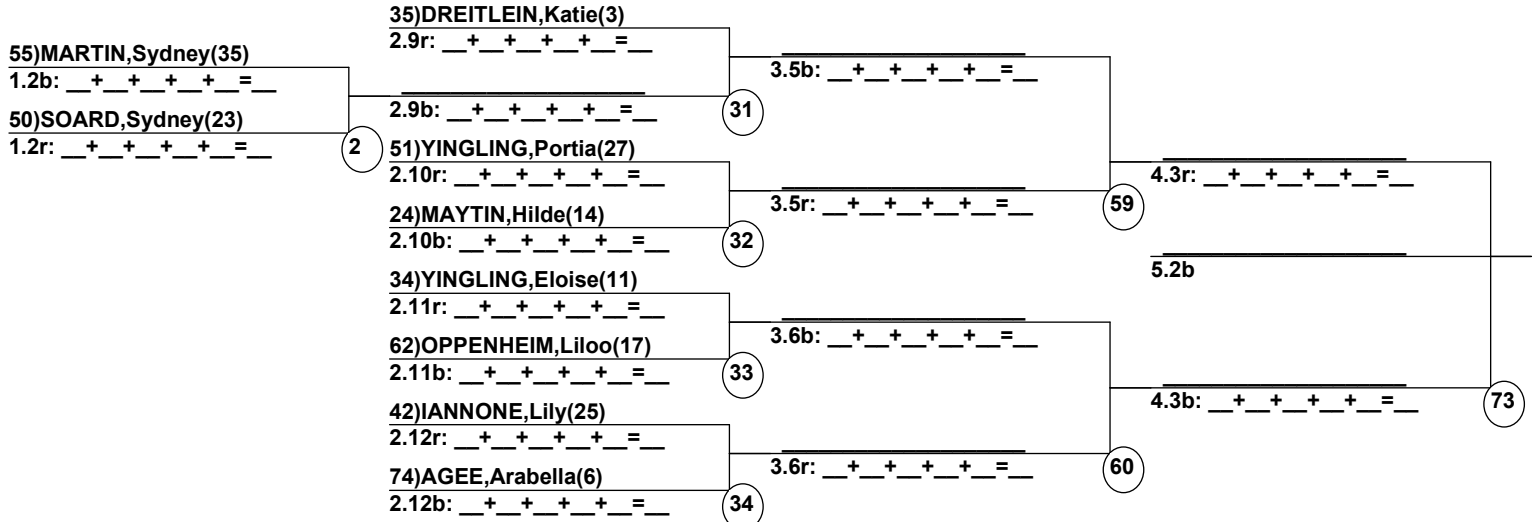 55)MARTIN,Sydney(35)
1.2b: __+__+__+__+__=__
50)SOARD,Sydney(23)
1.2r: __+__+__+__+__=__
2
35)DREITLEIN,Katie(3)
2.9r: __+__+__+__+__=__
2.9b: __+__+__+__+__=__
31
51)YINGLING,Portia(27)
2.10r: __+__+__+__+__=__
24)MAYTIN,Hilde(14)
2.10b: __+__+__+__+__=__
32
34)YINGLING,Eloise(11)
2.11r: __+__+__+__+__=__
62)OPPENHEIM,Liloo(17)
2.11b: __+__+__+__+__=__
33
42)IANNONE,Lily(25)
2.12r: __+__+__+__+__=__
74)AGEE,Arabella(6)
2.12b: __+__+__+__+__=__
34
3.5b: __+__+__+__+__=__
3.5r: __+__+__+__+__=__
59
3.6b: __+__+__+__+__=__
3.6r: __+__+__+__+__=__
60
4.3r: __+__+__+__+__=__
5.2b
4.3b: __+__+__+__+__=__
73